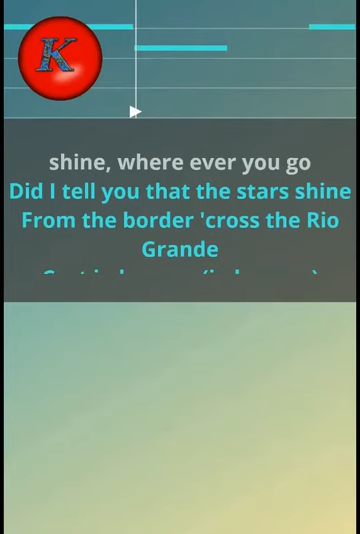 K
shine, where ever you go
Did I tell you that the stars shine
From the border 'cross the Rio
Grande